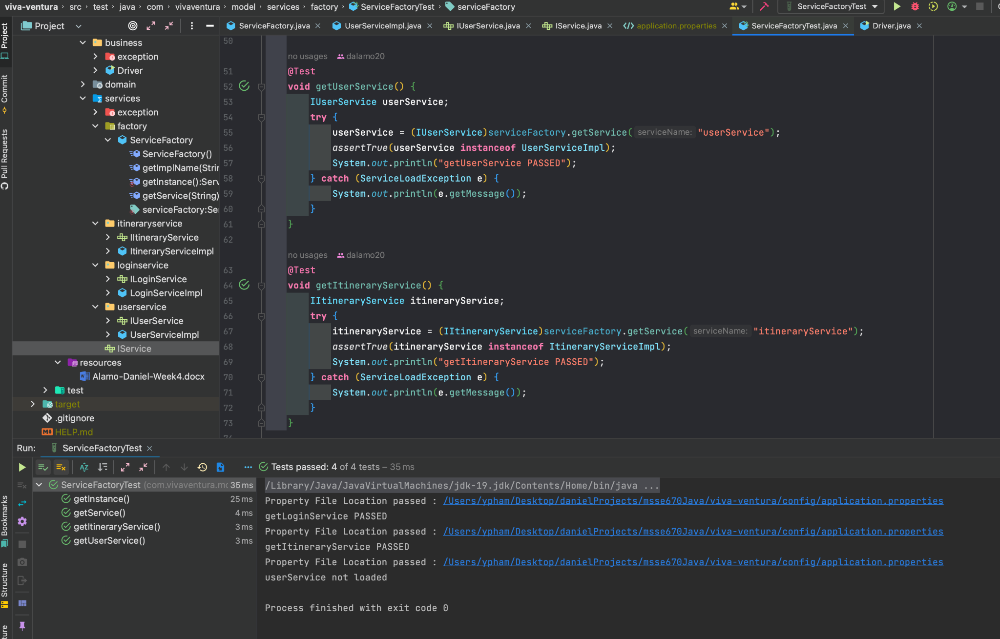 viva-ventura › src › test › java › com › vivaventura › model › services › factory › ServiceFactoryTest › serviceFactory
ServiceFactoryTest
Project
ServiceFactory.java
UserServiceImpl.java
IUserService.java
IService.java
application.properties
ServiceFactoryTest.java
Driver.java
Project
Commit
Pull Requests
Bookmarks
Structure
business
exception
Driver
domain
services
exception
factory
ServiceFactory
ServiceFactory()
getImplName(Strir
getInstance():Serv
getService(String)
serviceFactory:Ser
itineraryservice
IItineraryService
ItineraryServiceImpl
loginservice
ILoginService
LoginServiceImpl
userservice
IUserService
UserServiceImpl
IService
resources
Alamo-Daniel-Week4.docx
test
target
.gitignore
HELP.md
50
no usages dalamo20
51 @Test
52 void getUserService() {
53 IUserService userService;
54 try {
55 userService = (IUserService)serviceFactory.getService( serviceName: "userService");
56 assertTrue(userService instanceof UserServiceImpl);
57 System.out.println("getUserService PASSED");
58 } catch (ServiceLoadException e) {
59 System.out.println(e.getMessage());
60 }
61 }
62
no usages dalamo20
63 @Test
64 void getItineraryService() {
65 IItineraryService itineraryService;
66 try {
67 itineraryService = (IItineraryService)serviceFactory.getService( serviceName: "itineraryService");
68 assertTrue(itineraryService instanceof ItineraryServiceImpl);
69 System.out.println("getItineraryService PASSED");
70 } catch (ServiceLoadException e) {
71 System.out.println(e.getMessage());
72 }
73 }
Run: ServiceFactoryTest
Tests passed: 4 of 4 tests – 35 ms
ServiceFactoryTest (com.vivaventura.mo 35 ms
getInstance() 25 ms
getService() 4 ms
getItineraryService() 3 ms
getUserService() 3 ms
/Library/Java/JavaVirtualMachines/jdk-19.jdk/Contents/Home/bin/java ...
Property File Location passed : /Users/ypham/Desktop/danielProjects/msse670Java/viva-ventura/config/application.properties
getLoginService PASSED
Property File Location passed : /Users/ypham/Desktop/danielProjects/msse670Java/viva-ventura/config/application.properties
getItineraryService PASSED
Property File Location passed : /Users/ypham/Desktop/danielProjects/msse670Java/viva-ventura/config/application.properties
userService not loaded
Process finished with exit code 0